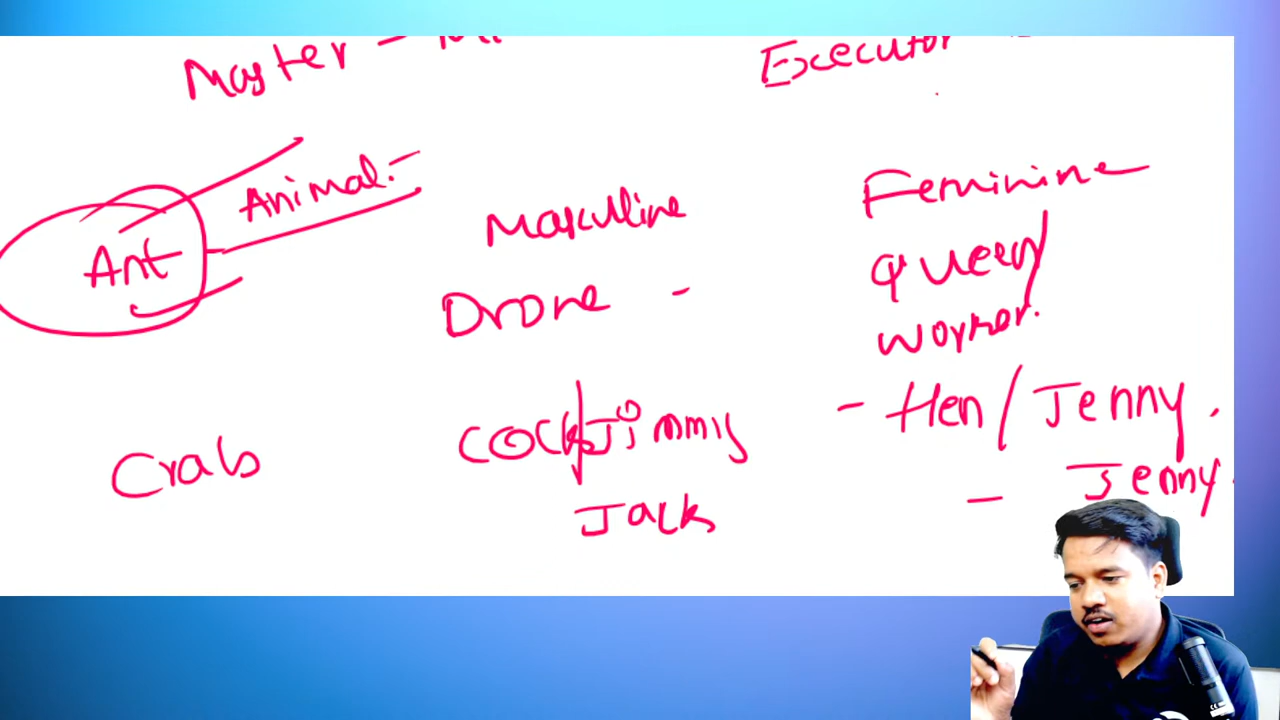 Master -
Executor
Animal.-
Ant
Masculine
Feminine
Drone -
Queen/
Worker.
Crab
Cock/Jimmy
- Hen / Jenny.
Jack
- Jenny.